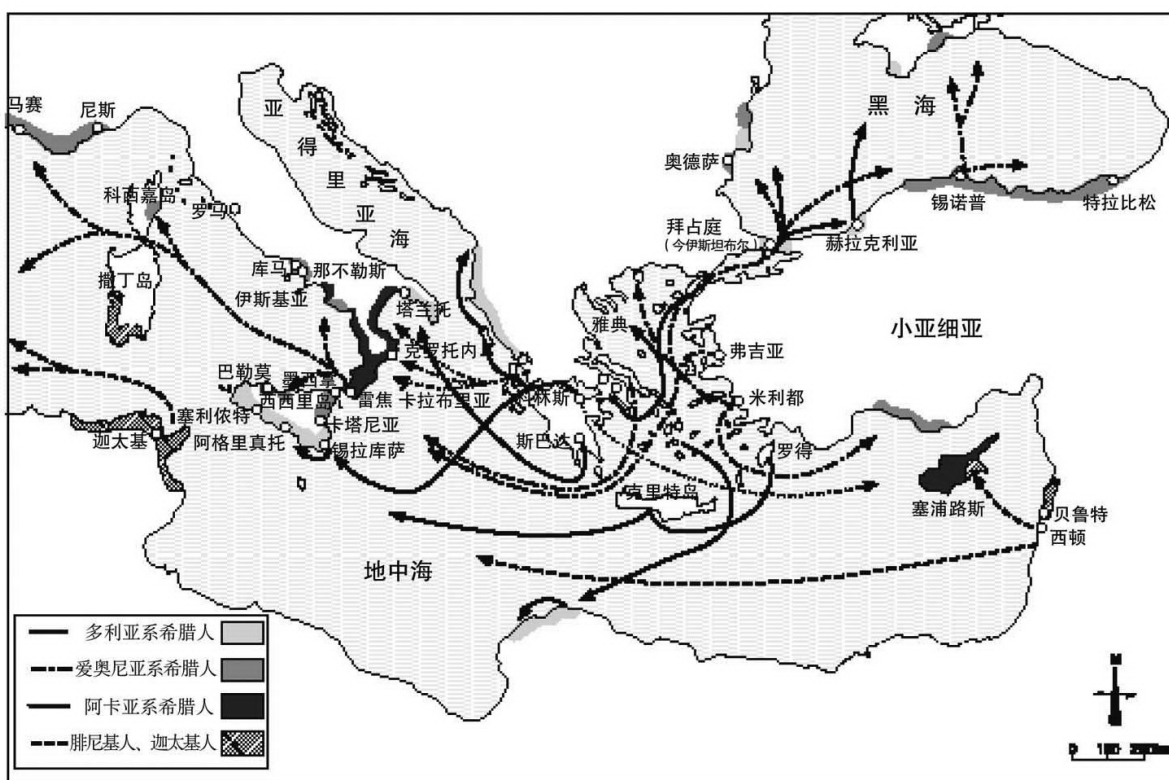 马赛
尼斯
亚得里亚海
黑海
奥德萨
科西嘉岛
罗马
锡诺普
特拉比松
拜占庭
(今伊斯坦布尔)
赫拉克利亚
库马
那不勒斯
撒丁岛
伊斯基亚
塔兰托
雅典
小亚细亚
弗吉亚
克罗托内
巴勒莫
墨西拿
西西里岛
雷焦
卡拉布里亚
科林斯
米利都
塞利侬特
卡塔尼亚
迦太基
阿格里真托
锡拉库萨
斯巴达
罗得
克里特岛
塞浦路斯
贝鲁特
西顿
地中海
多利亚系希腊人
爱奥尼亚系希腊人
阿卡亚系希腊人
腓尼基人、迦太基人